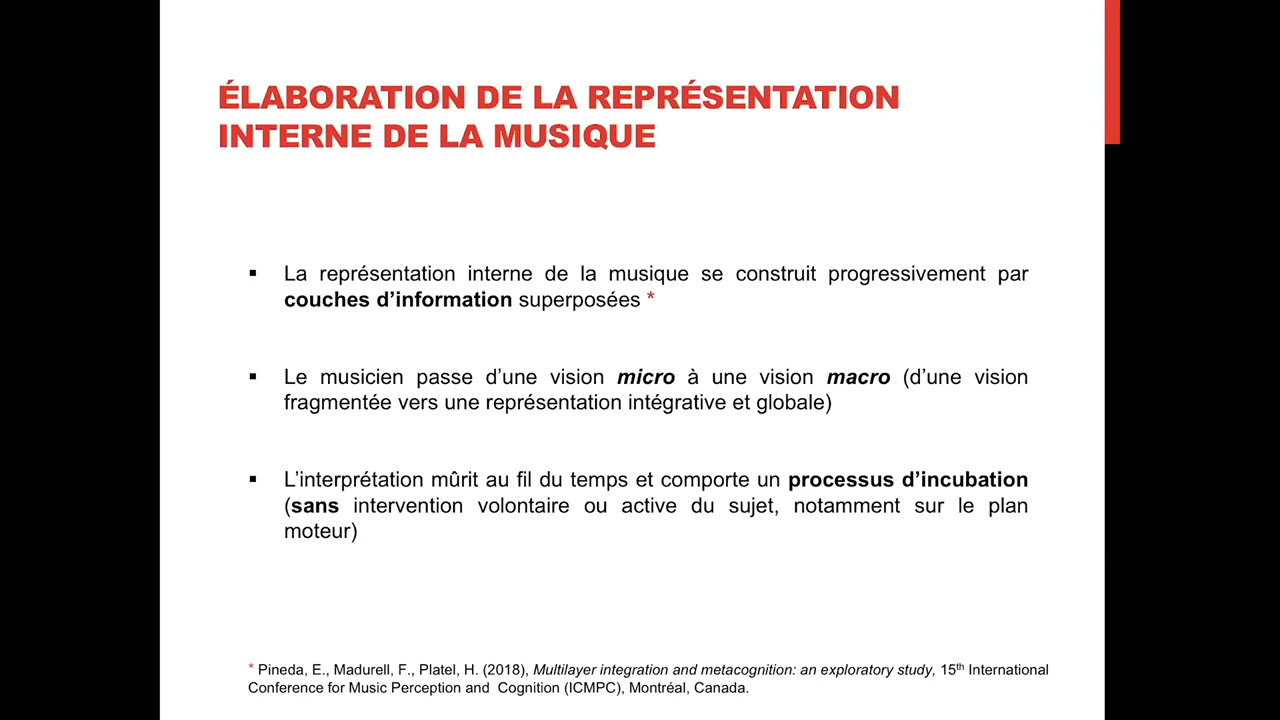 ÉLABORATION DE LA REPRÉSENTATION
INTERNE DE LA MUSIQUE
▪ La représentation interne de la musique se construit progressivement par
couches d’information superposées *
▪ Le musicien passe d’une vision micro à une vision macro (d’une vision
fragmentée vers une représentation intégrative et globale)
▪ L’interprétation mûrit au fil du temps et comporte un processus d’incubation
(sans intervention volontaire ou active du sujet, notamment sur le plan
moteur)
* Pineda, E., Madurell, F., Platel, H. (2018), Multilayer integration and metacognition: an exploratory study, 15th International
Conference for Music Perception and Cognition (ICMPC), Montréal, Canada.